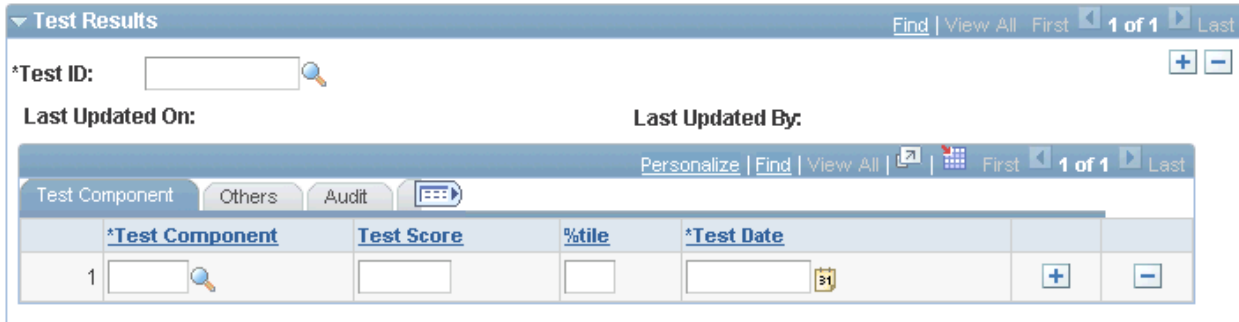 Test Results Find | View All First 1 of 1 Last
*Test ID:
Last Updated On: Last Updated By:
Personalize | Find | View All | | First 1 of 1 Last
Test Component Others Audit
*Test Component Test Score %tile *Test Date
1 31